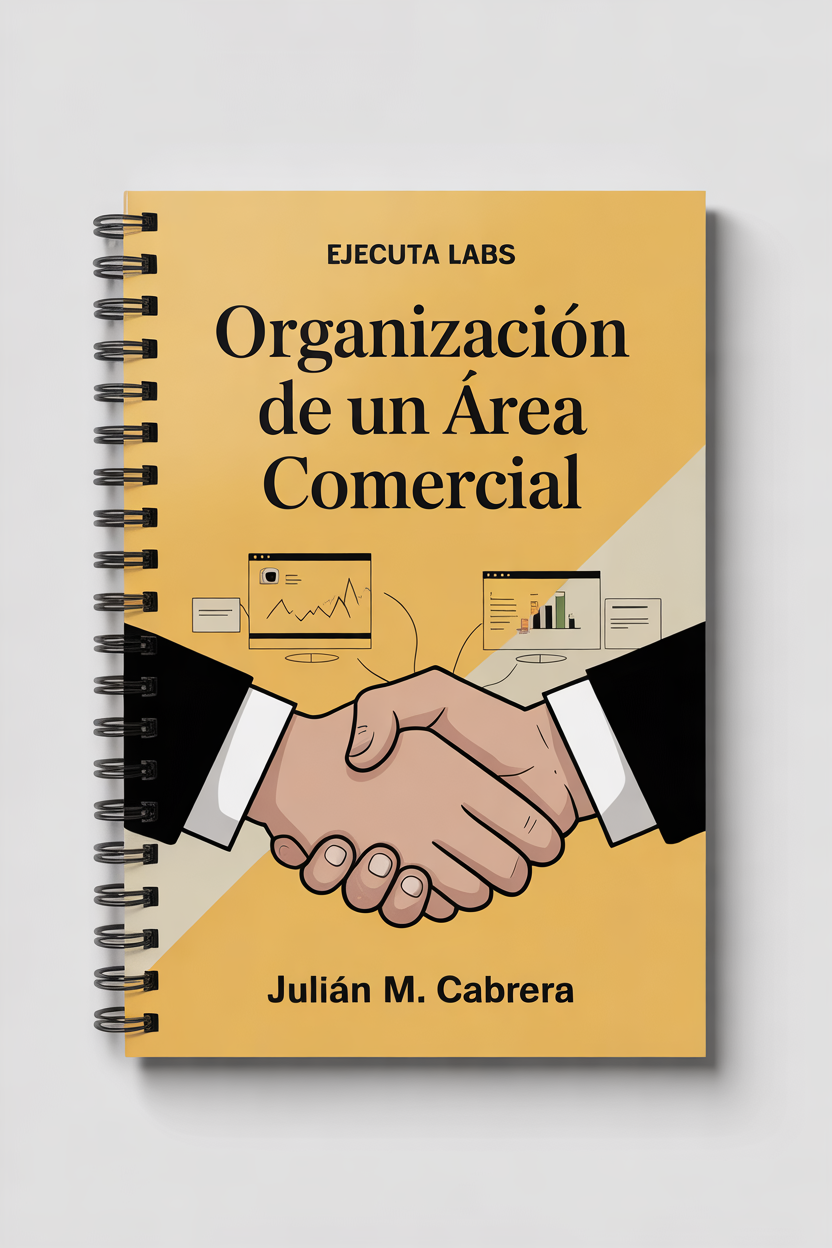 EJECUTA LABS
Organización
de un Área
Comercial
Julián M. Cabrera